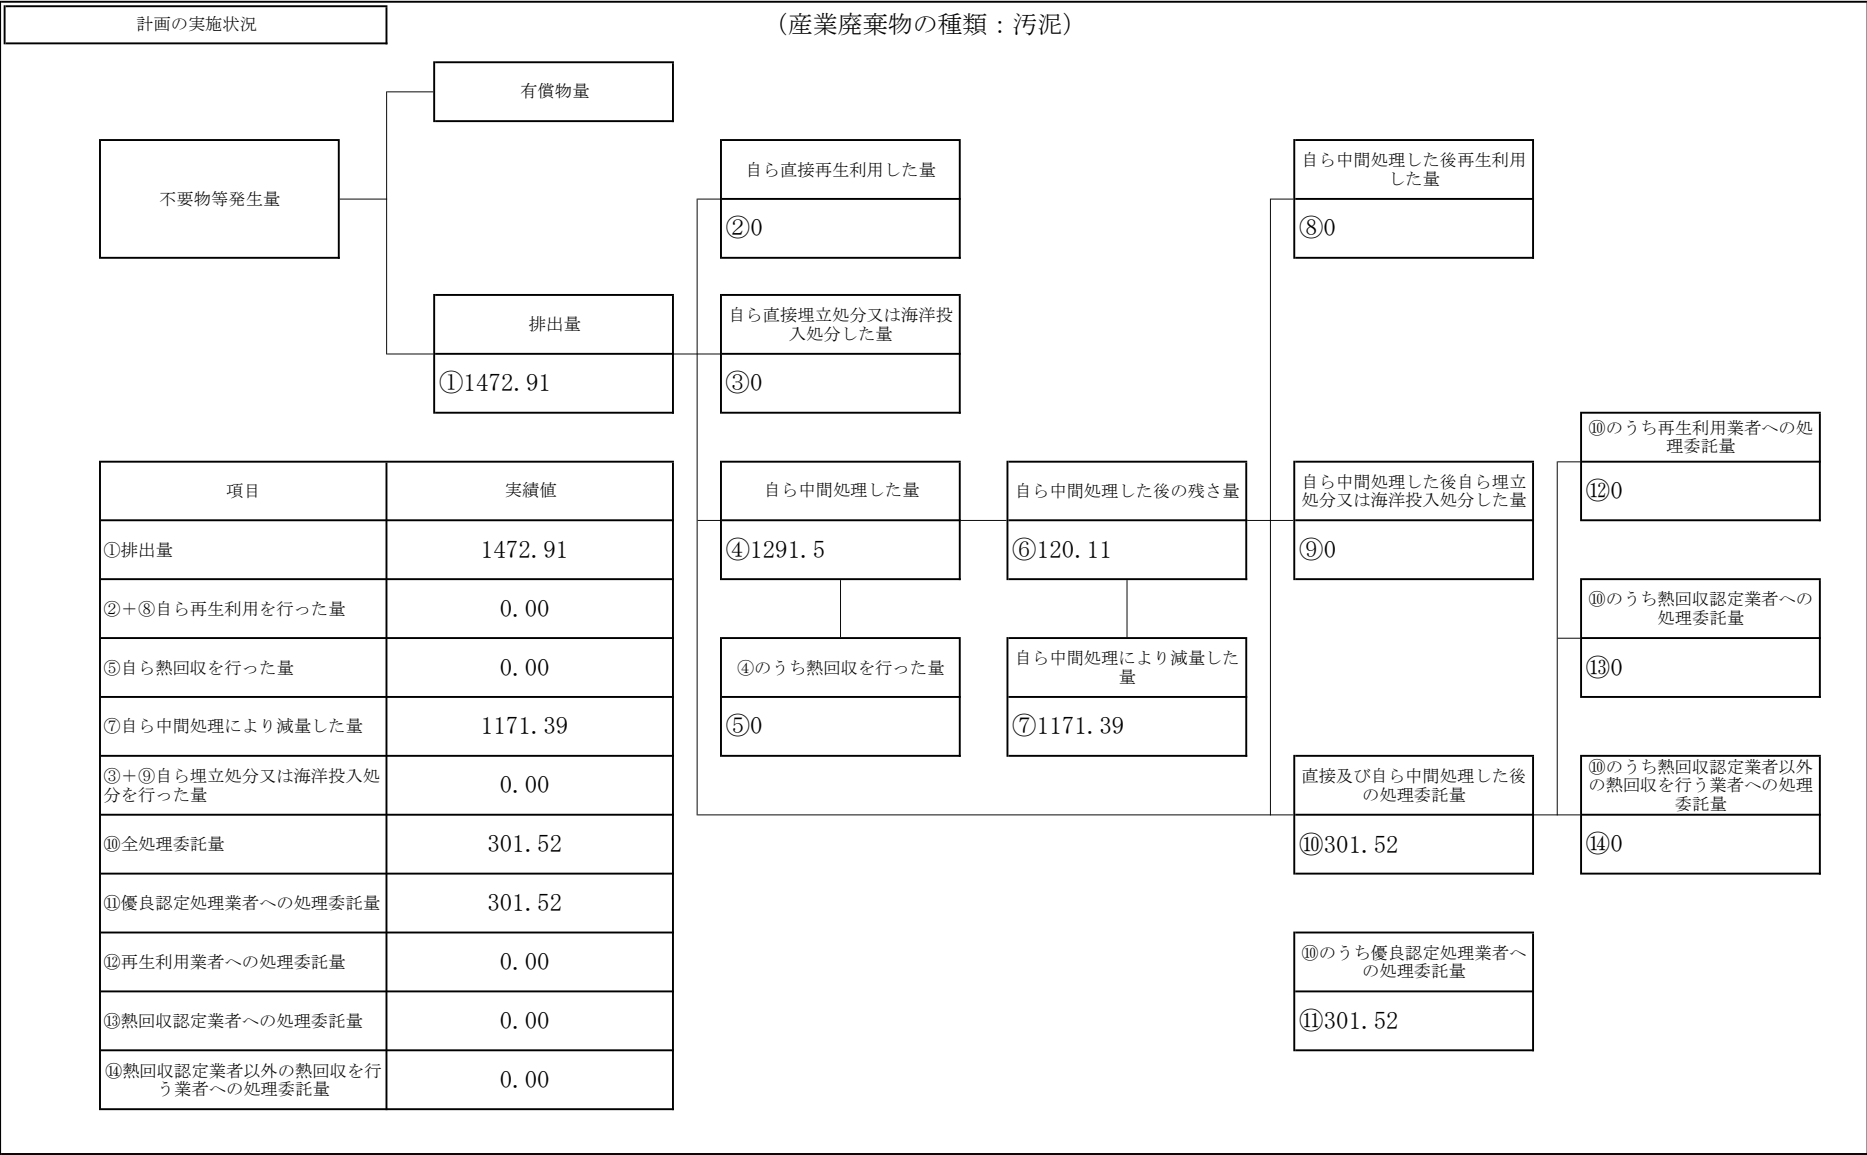 計画の実施状況
（産業廃棄物の種類：汚泥）
有償物量
不要物等発生量
自ら直接再生利用した量
②0
自ら中間処理した後再生利用
した量
⑧0
排出量
①1472.91
自ら直接埋立処分又は海洋投
入処分した量
③0
⑩のうち再生利用業者への処
理委託量
⑫0
自ら中間処理した量
④1291.5
自ら中間処理した後の残さ量
⑥120.11
自ら中間処理した後自ら埋立
処分又は海洋投入処分した量
⑨0
⑩のうち熱回収認定業者への
処理委託量
⑬0
④のうち熱回収を行った量
⑤0
自ら中間処理により減量した
量
⑦1171.39
直接及び自ら中間処理した後
の処理委託量
⑩301.52
⑩のうち熱回収認定業者以外
の熱回収を行う業者への処理
委託量
⑭0
⑩のうち優良認定処理業者へ
の処理委託量
⑪301.52
項目 実績値
①排出量 1472.91
②＋⑧自ら再生利用を行った量 0.00
⑤自ら熱回収を行った量 0.00
⑦自ら中間処理により減量した量 1171.39
③＋⑨自ら埋立処分又は海洋投入処
分を行った量 0.00
⑩全処理委託量 301.52
⑪優良認定処理業者への処理委託量 301.52
⑫再生利用業者への処理委託量 0.00
⑬熱回収認定業者への処理委託量 0.00
⑭熱回収認定業者以外の熱回収を行
う業者への処理委託量 0.00